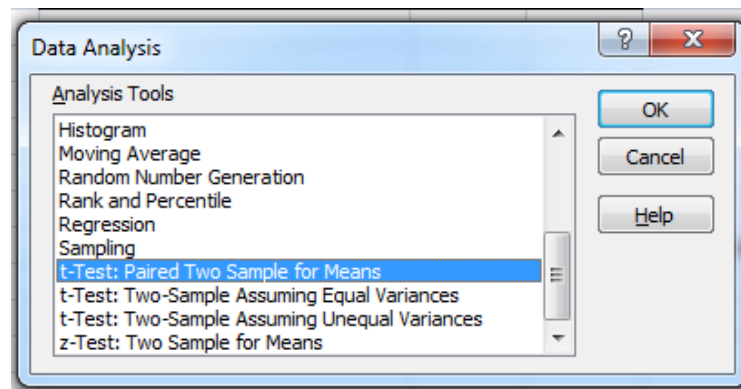 Data Analysis
Analysis Tools
Histogram
Moving Average
Random Number Generation
Rank and Percentile
Regression
Sampling
t-Test: Paired Two Sample for Means
t-Test: Two-Sample Assuming Equal Variances
t-Test: Two-Sample Assuming Unequal Variances
z-Test: Two Sample for Means
OK
Cancel
Help